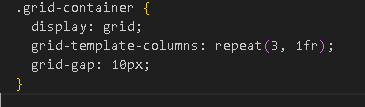 .grid-container {
  display: grid;
  grid-template-columns: repeat(3, 1fr);
  grid-gap: 10px;
}